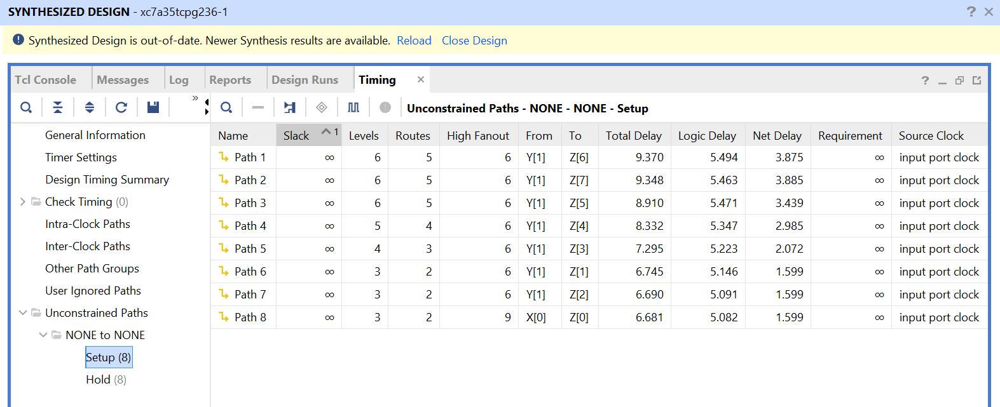 SYNTHESIZED DESIGN - xc7a35tcpg236-1
Synthesized Design is out-of-date. Newer Synthesis results are available. Reload Close Design
Tcl Console Messages Log Reports Design Runs Timing
Unconstrained Paths - NONE - NONE - Setup
General Information
Timer Settings
Design Timing Summary
Check Timing (0)
Intra-Clock Paths
Inter-Clock Paths
Other Path Groups
User Ignored Paths
Unconstrained Paths
NONE to NONE
Setup (8)
Hold (8)
Name Slack 1 Levels Routes High Fanout From To Total Delay Logic Delay Net Delay Requirement Source Clock
Path 1 ∞ 6 5 6 Y[1] Z[6] 9.370 5.494 3.875 ∞ input port clock
Path 2 ∞ 6 5 6 Y[1] Z[7] 9.348 5.463 3.885 ∞ input port clock
Path 3 ∞ 6 5 6 Y[1] Z[5] 8.910 5.471 3.439 ∞ input port clock
Path 4 ∞ 5 4 6 Y[1] Z[4] 8.332 5.347 2.985 ∞ input port clock
Path 5 ∞ 4 3 6 Y[1] Z[3] 7.295 5.223 2.072 ∞ input port clock
Path 6 ∞ 3 2 6 Y[1] Z[1] 6.745 5.146 1.599 ∞ input port clock
Path 7 ∞ 3 2 6 Y[1] Z[2] 6.690 5.091 1.599 ∞ input port clock
Path 8 ∞ 3 2 9 X[0] Z[0] 6.681 5.082 1.599 ∞ input port clock